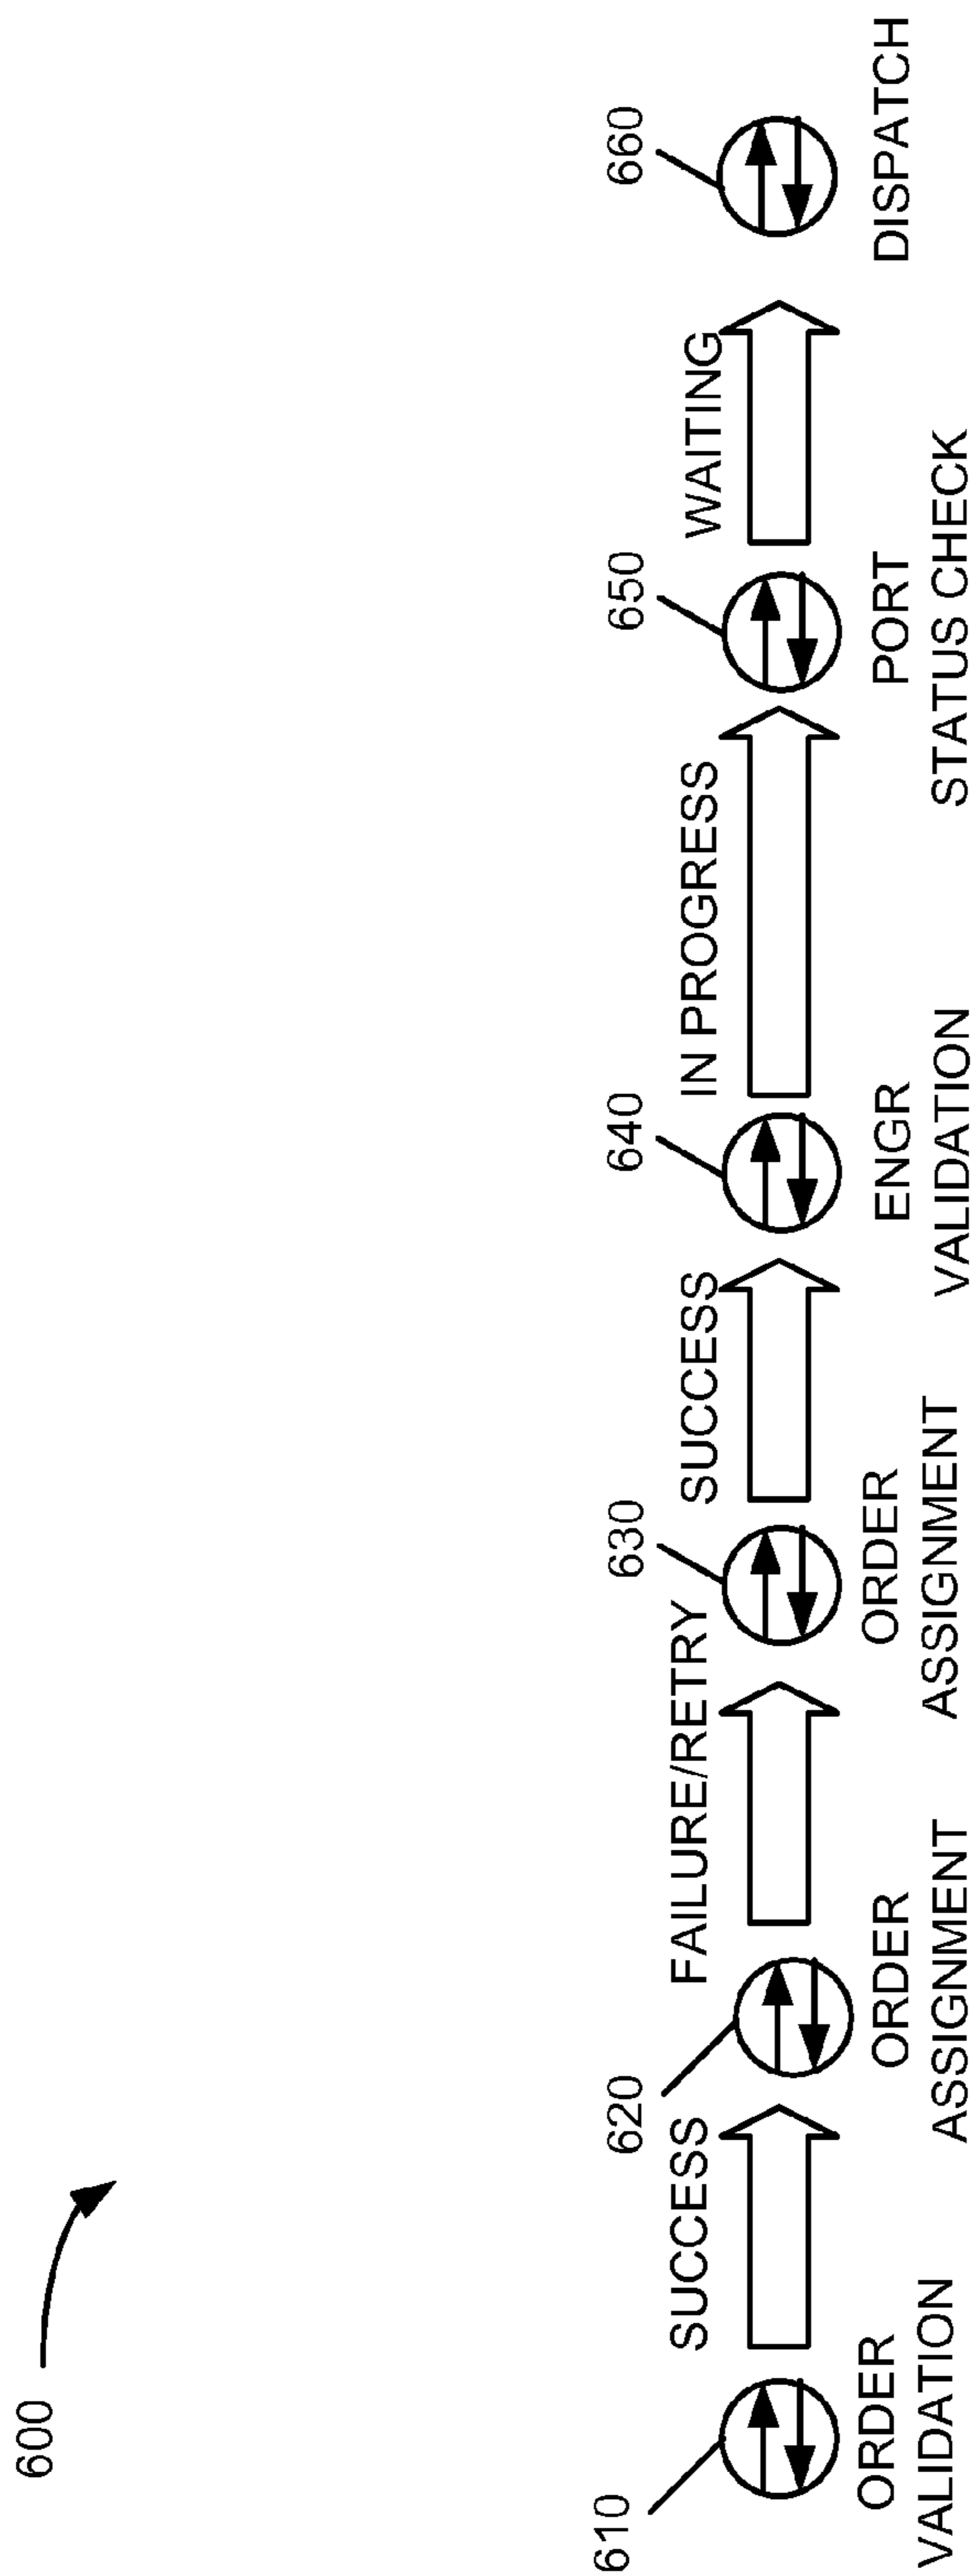 600
610
ORDER
VALIDATION
SUCCESS
620
ORDER
ASSIGNMENT
FAILURE/RETRY
630
ORDER
ASSIGNMENT
SUCCESS
640
ENGR
VALIDATION
IN PROGRESS
650
PORT
STATUS CHECK
WAITING
660
DISPATCH